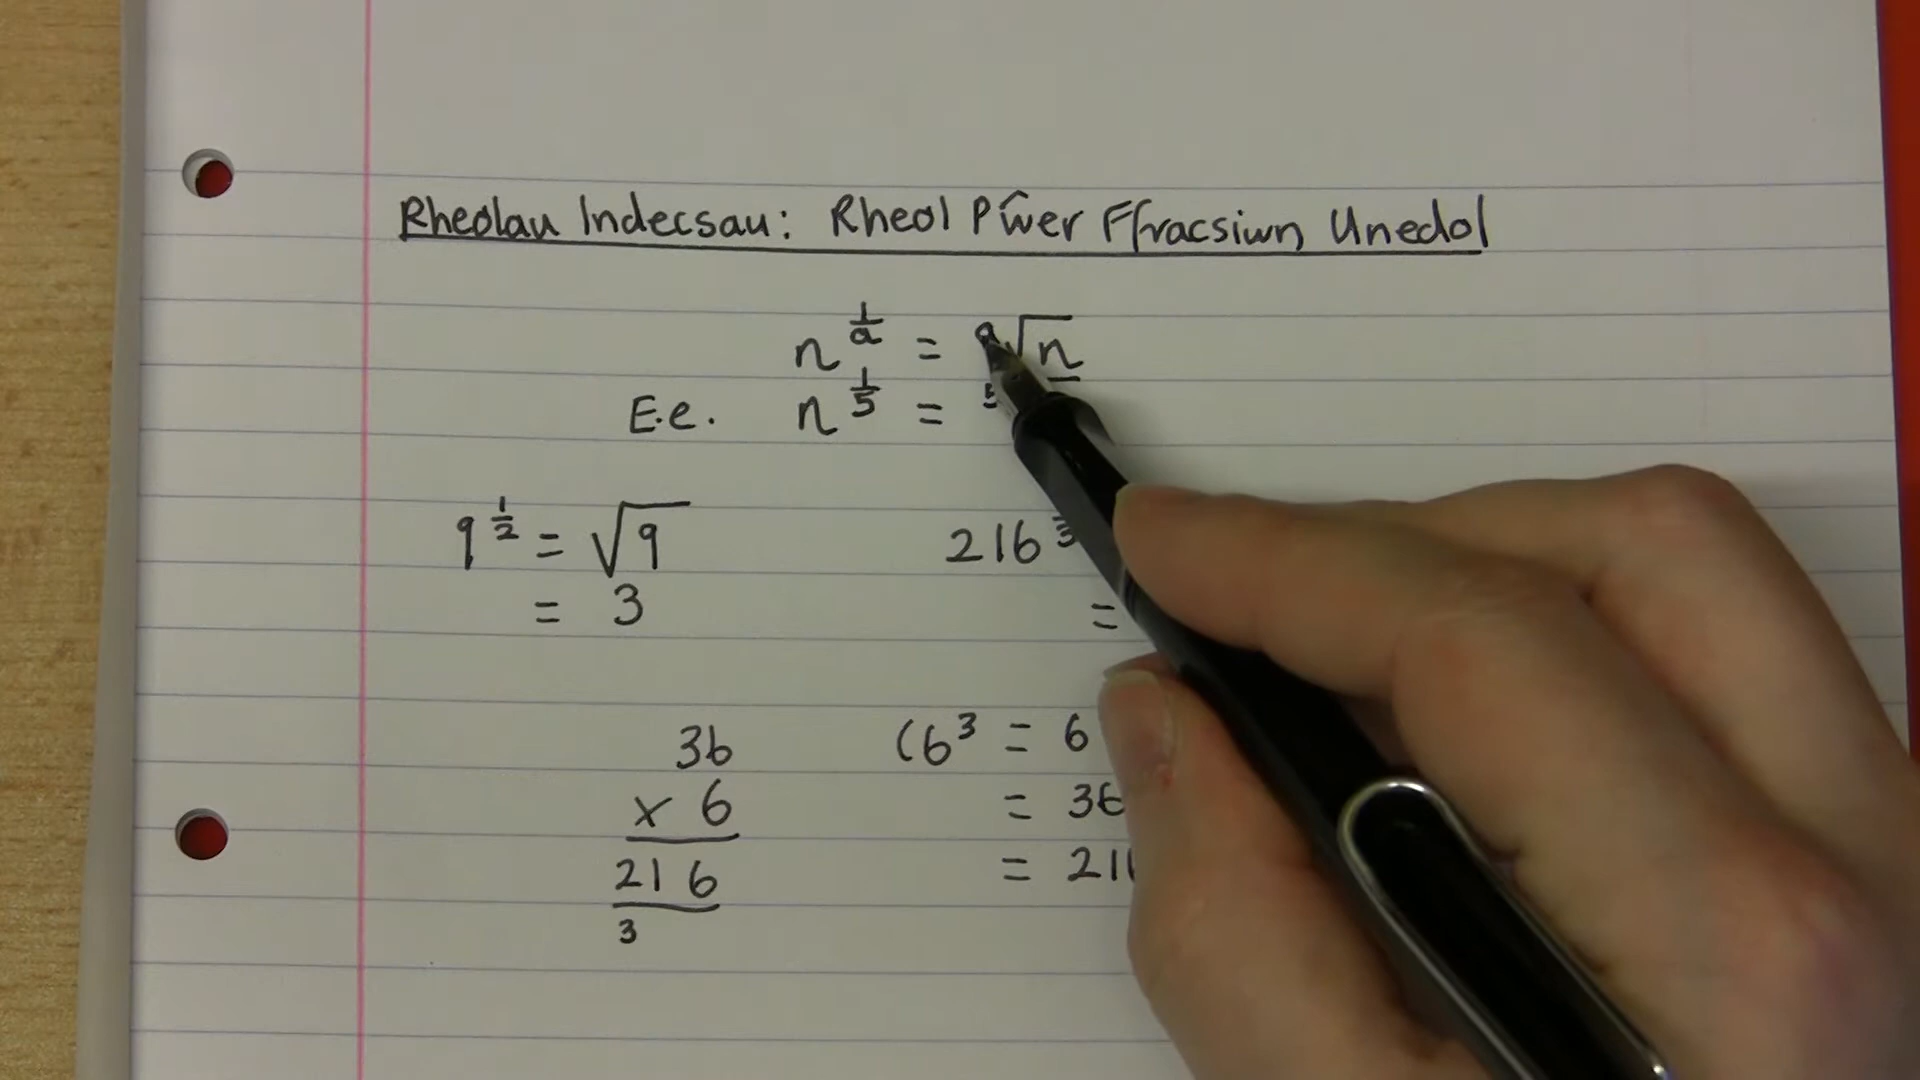 Rheolau Indecsau: Rheol Pŵer Ffracsiwn Unedol
n^(1/a) = ᵃ√n
E.e. n^(1/5) = ⁵
9^(1/2) = √9
= 3
216
=
36
x 6
216
3
(6³ = 6
= 36
= 21